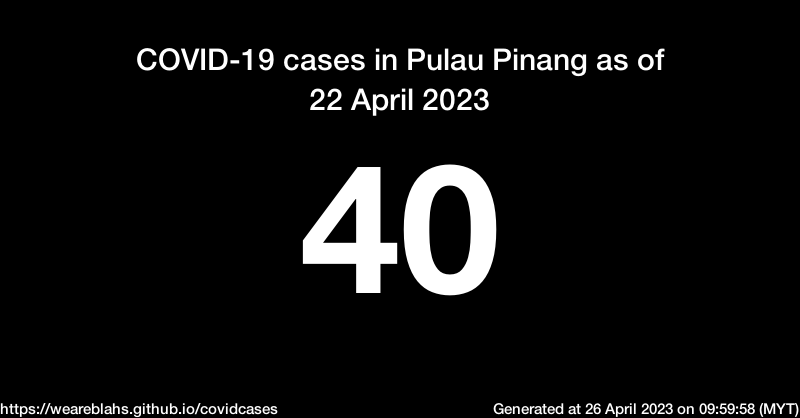 COVID-19 cases in Pulau Pinang as of
22 April 2023
40
https://weareblahs.github.io/covidcases
Generated at 26 April 2023 on 09:59:58 (MYT)